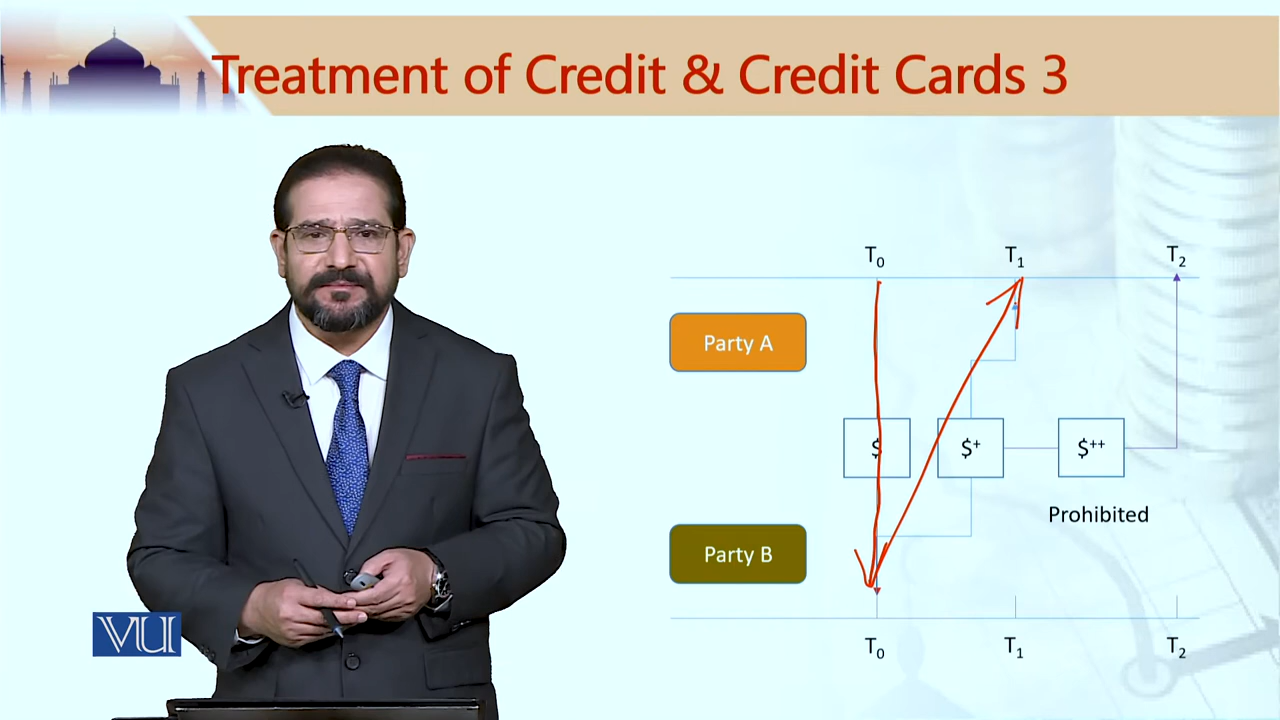 Treatment of Credit & Credit Cards 3
T₀ T₁ T₂
Party A
$ $⁺ $⁺⁺
Prohibited
Party B
T₀ T₁ T₂
VU